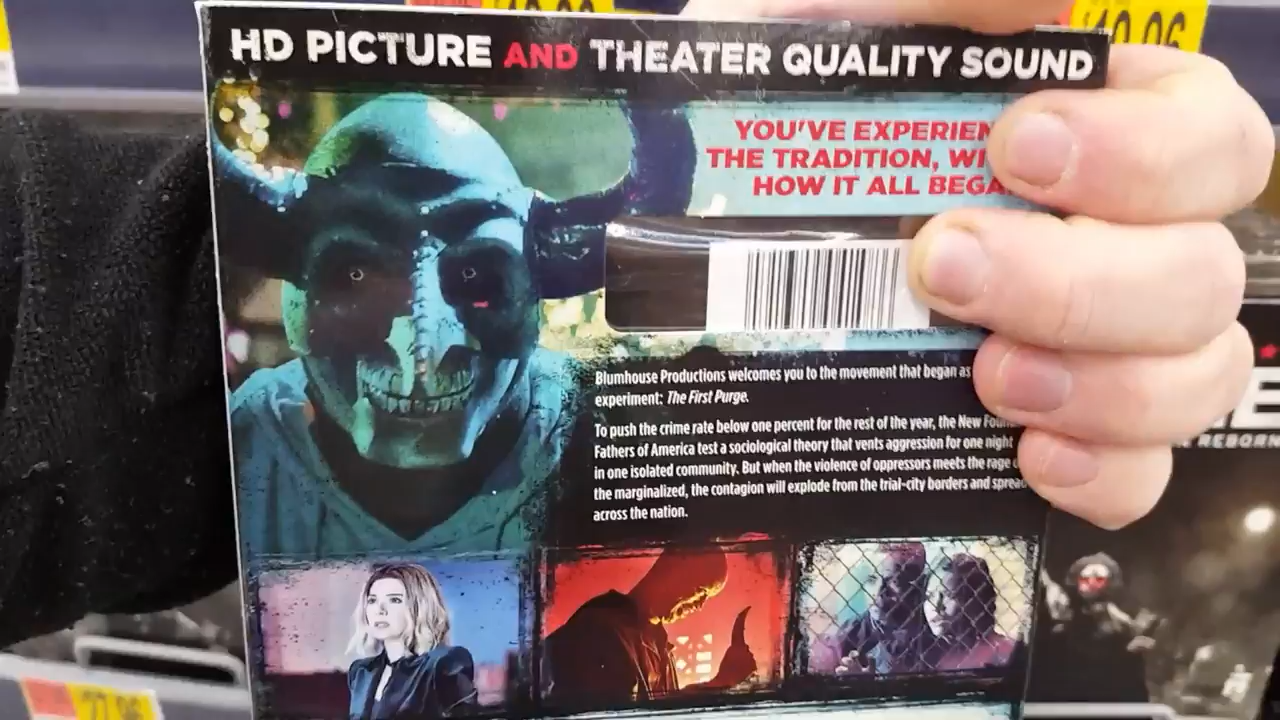 HD PICTURE AND THEATER QUALITY SOUND
YOU'VE EXPERIEN
THE TRADITION, WI
HOW IT ALL BEGA
Blumhouse Productions welcomes you to the movement that began as
experiment: The First Purge.
To push the crime rate below one percent for the rest of the year, the New Foun
Fathers of America test a sociological theory that vents aggression for one night
in one isolated community. But when the violence of oppressors meets the rage
the marginalized, the contagion will explode from the trial-city borders and spread
across the nation.
REBORN
27.96